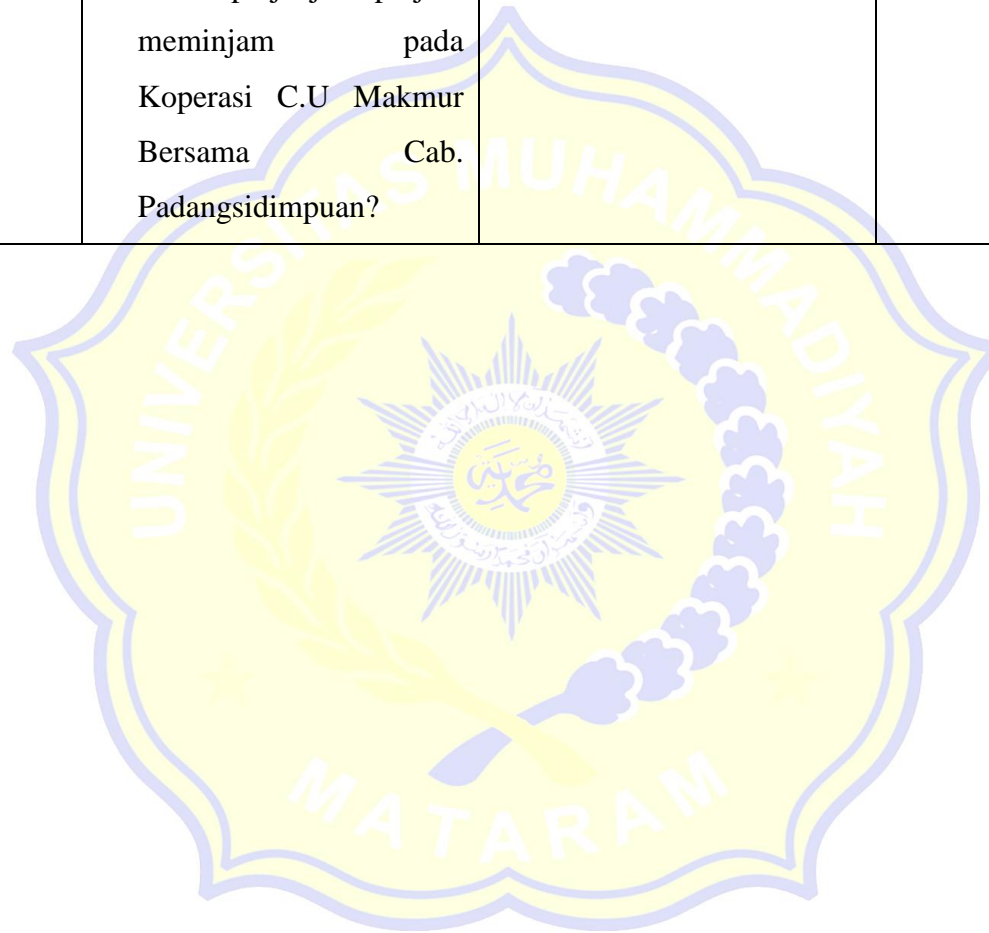 meminjam pada
Koperasi C.U Makmur
Bersama Cab.
Padangsidimpuan?
UNIVERSITAS MUHAMMADIYAH
MATARAM